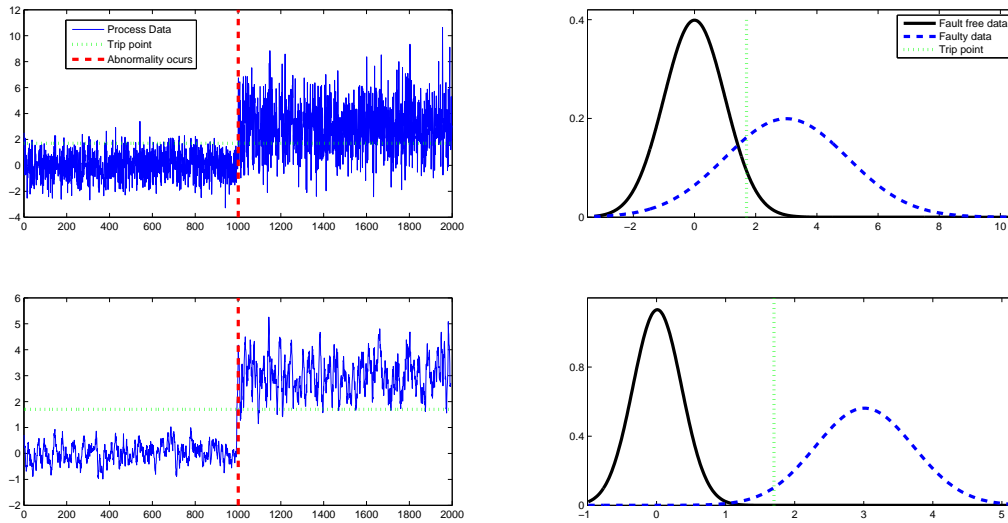 12
10
8
6
4
2
0
−2
−4
0 200 400 600 800 1000 1200 1400 1600 1800 2000
Process Data
Trip point
Abnormality ocurs
0.4
0.2
0
−2 0 2 4 6 8 10
Fault free data
Faulty data
Trip point
6
5
4
3
2
1
0
−1
−2
0 200 400 600 800 1000 1200 1400 1600 1800 2000
0.8
0.4
0
−1 0 1 2 3 4 5